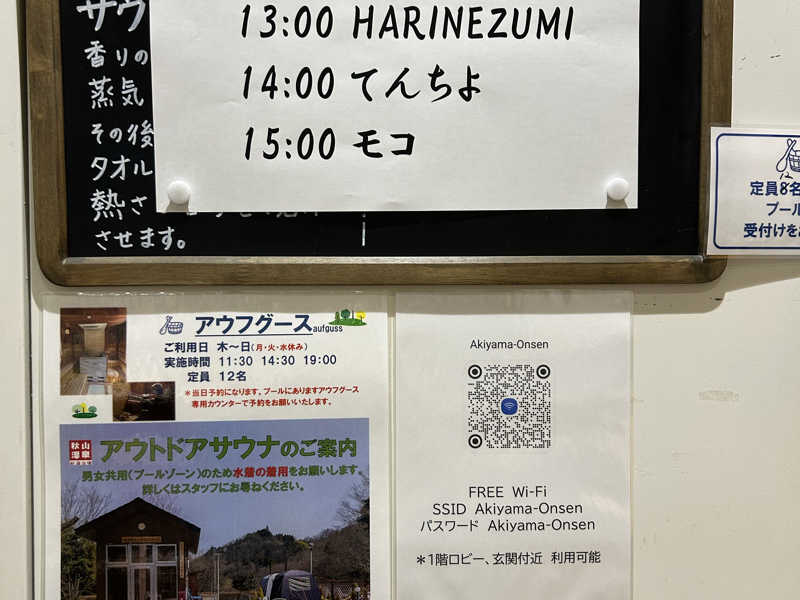 サウ
香りの
蒸気
その後
タオル
熱さ
させます。
13:00 HARINEZUMI
14:00 てんちよ
15:00 モコ
12
定員8名
プール
受付けを
アウフグース aufguss
ご利用日 木～日(月・火・水休み)
実施時間 11:30 14:30 19:00
定員 12名
＊当日予約になります。プールにありますアウフグース
専用カウンターで予約をお願いいたします。
秋山
温泉
アウトドアサウナのご案内
男女共用(プールゾーン)のため水着の着用をお願いします。
詳しくはスタッフにお尋ねください。
Akiyama-Onsen
FREE Wi-Fi
SSID Akiyama-Onsen
パスワード Akiyama-Onsen
＊1階ロビー、玄関付近 利用可能